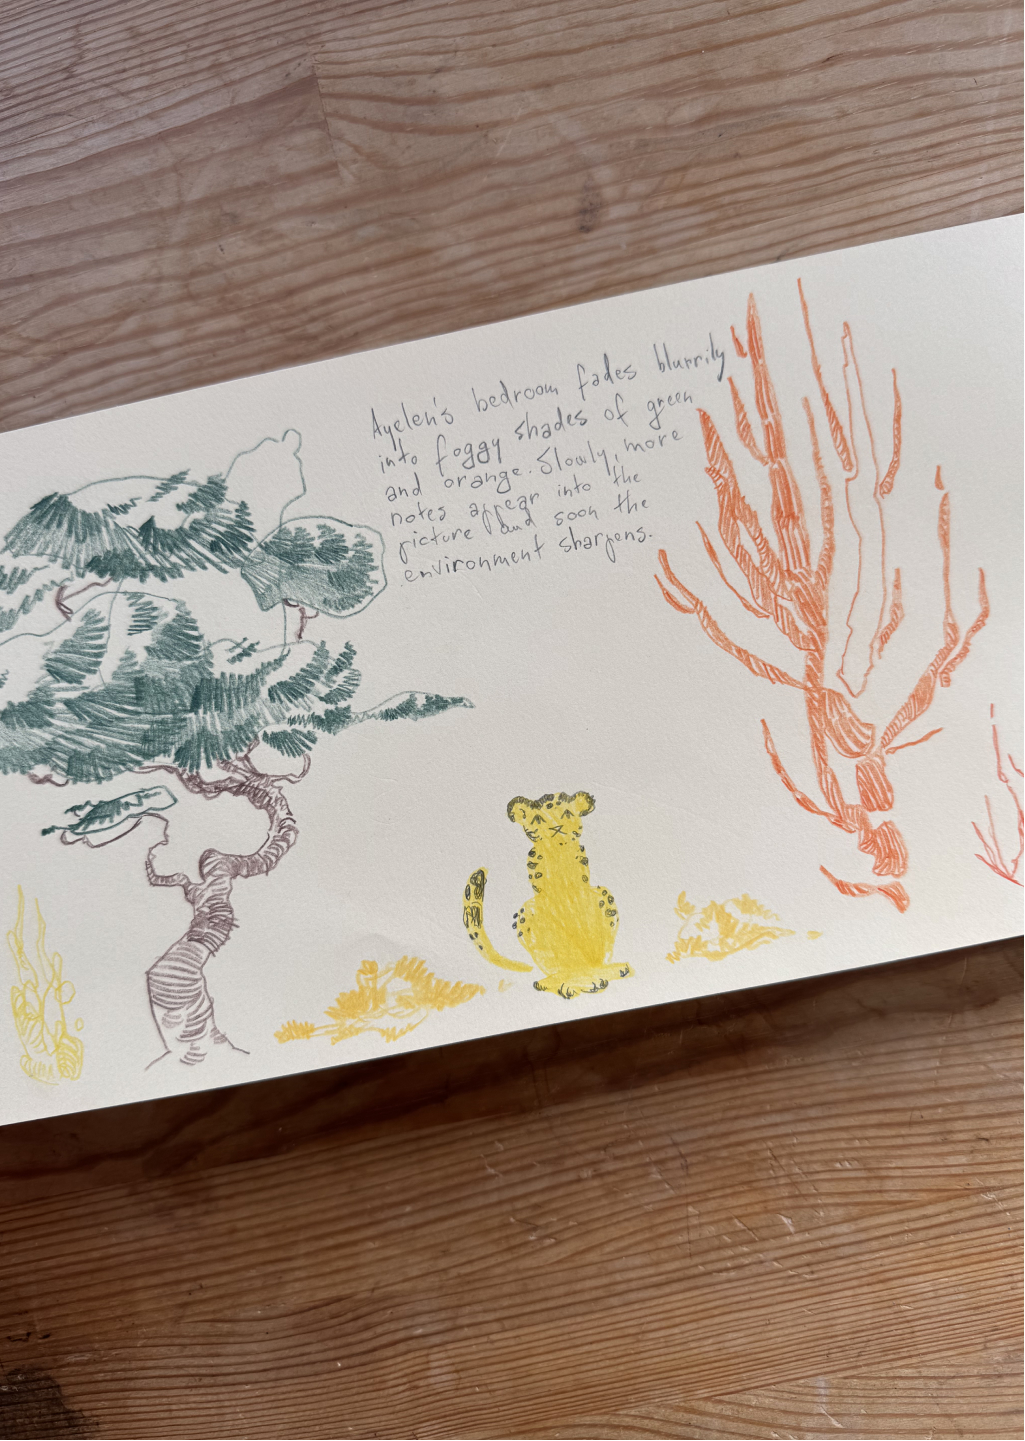 Ayelen's bedroom fades blurrily
into foggy shades of green
and orange. Slowly, more
notes appear into the
picture and soon the
environment sharpens.